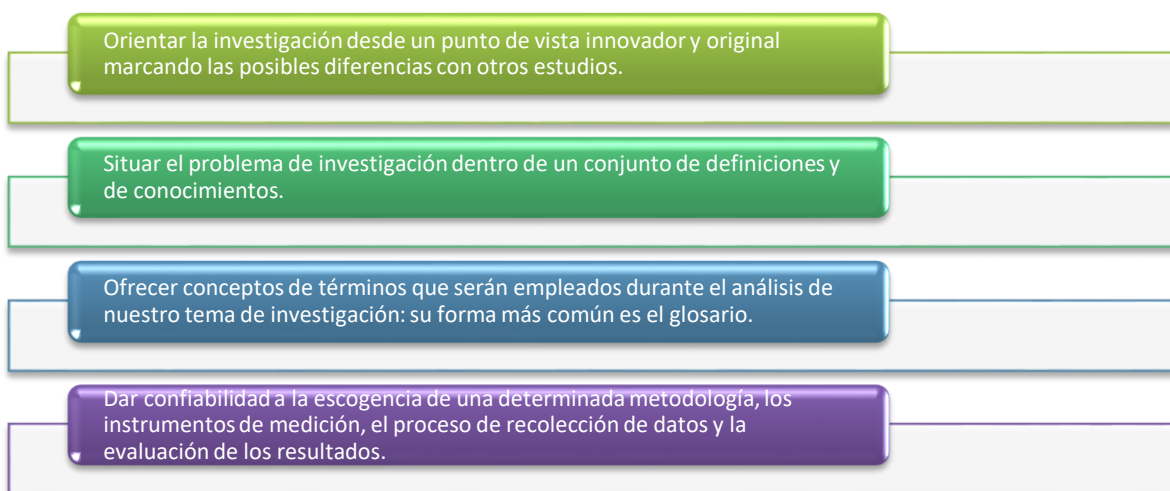 Orientar la investigación desde un punto de vista innovador y original
marcando las posibles diferencias con otros estudios.
Situar el problema de investigación dentro de un conjunto de definiciones y
de conocimientos.
Ofrecer conceptos de términos que serán empleados durante el análisis de
nuestro tema de investigación: su forma más común es el glosario.
Dar confiabilidad a la escogencia de una determinada metodología, los
instrumentos de medición, el proceso de recolección de datos y la
evaluación de los resultados.